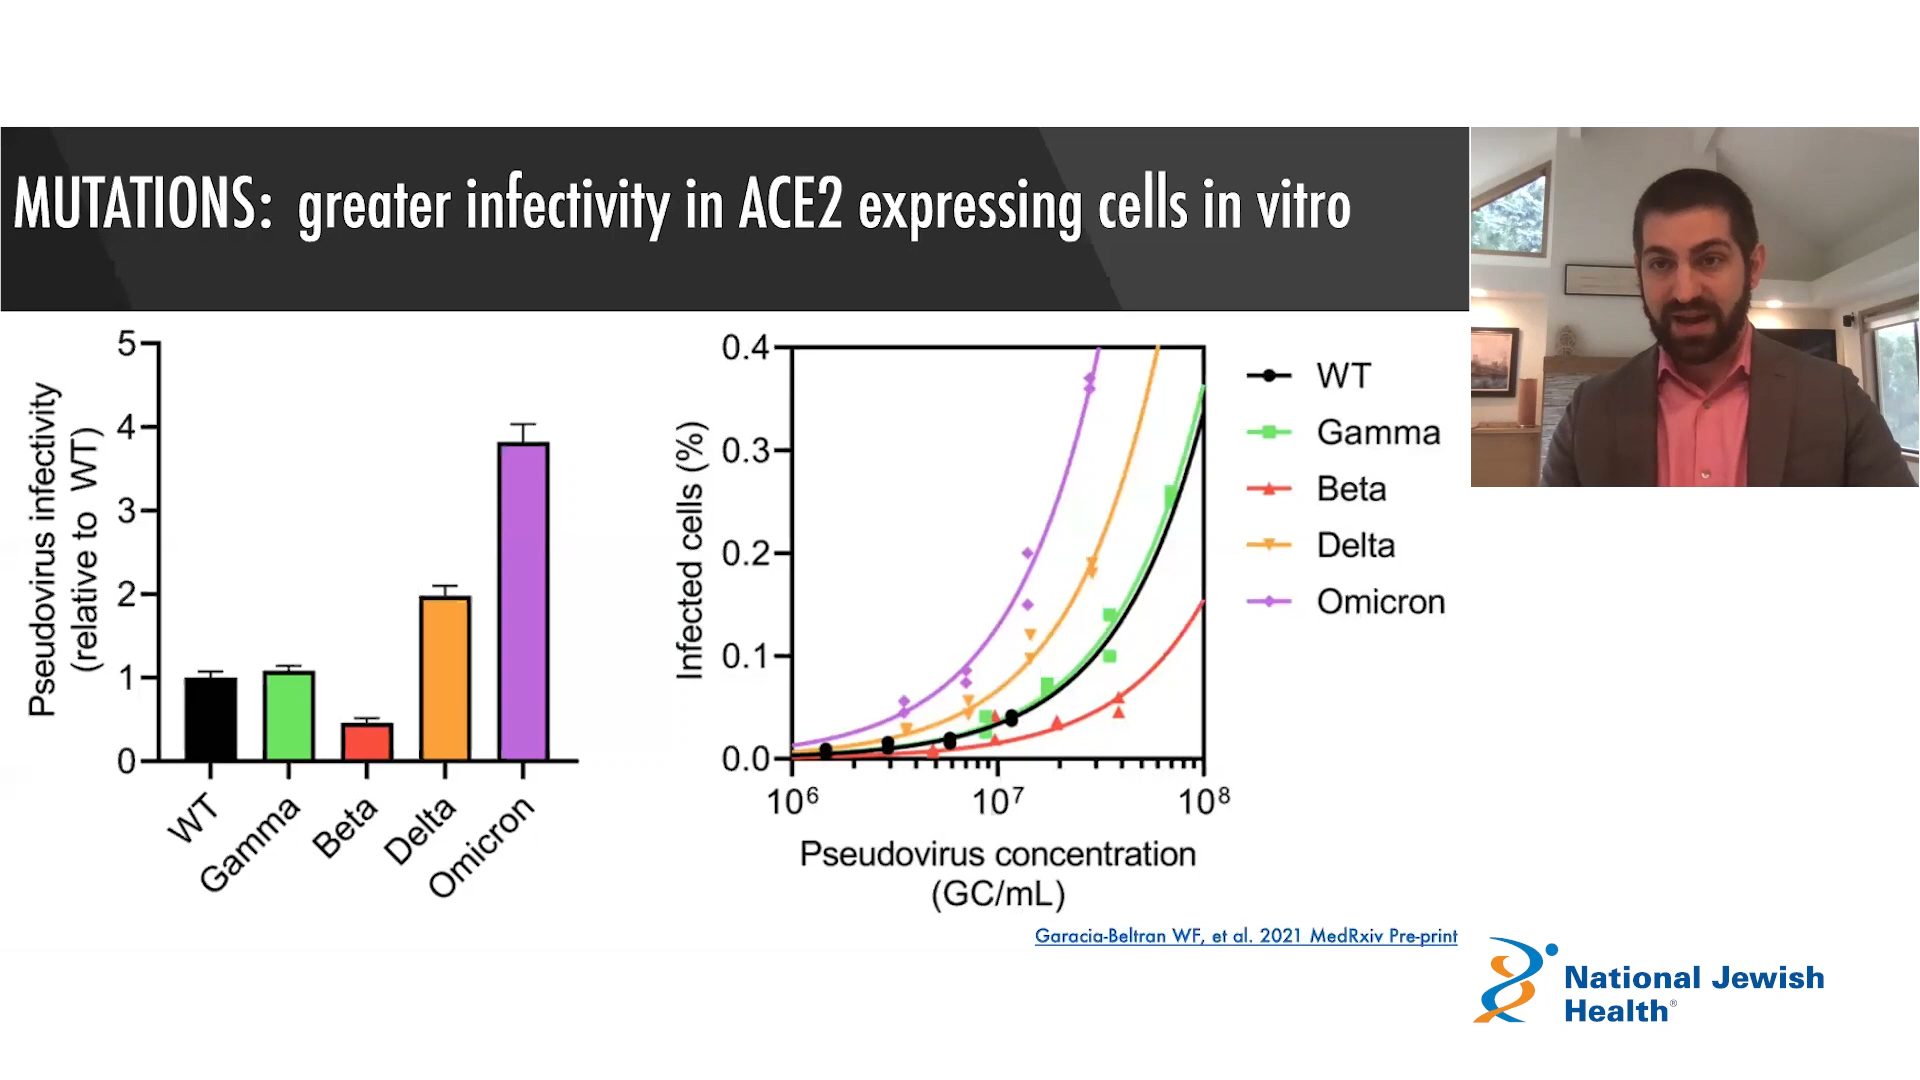 MUTATIONS: greater infectivity in ACE2 expressing cells in vitro
Pseudovirus infectivity
(relative to WT)
5
4
3
2
1
0
WT
Gamma
Beta
Delta
Omicron
Infected cells (%)
0.4
0.3
0.2
0.1
0.0
10⁶
10⁷
10⁸
Pseudovirus concentration
(GC/mL)
WT
Gamma
Beta
Delta
Omicron
Garacia-Beltran WF, et al. 2021 MedRxiv Pre-print
National Jewish
Health®